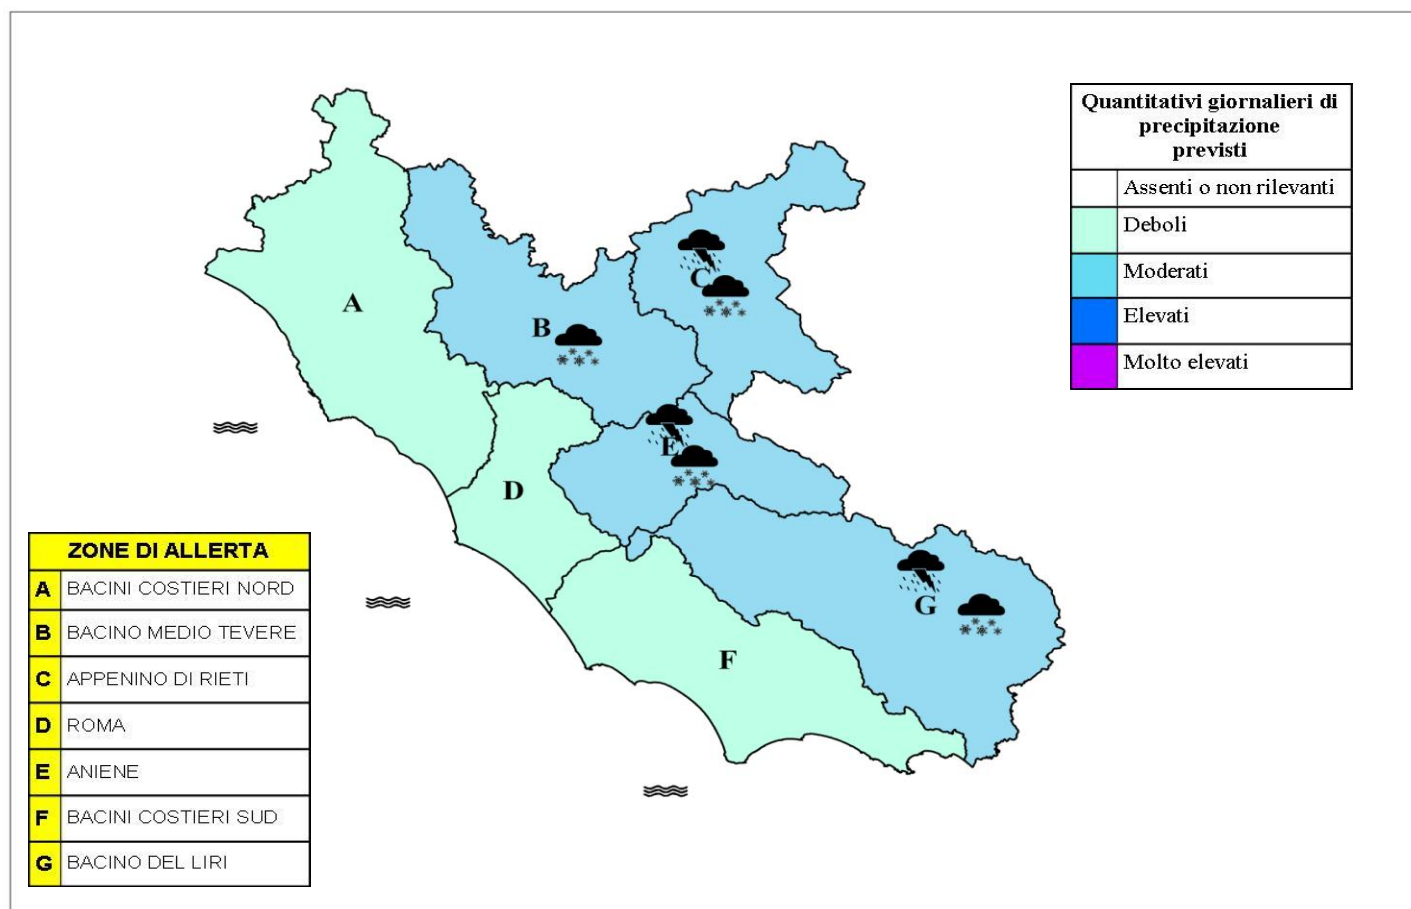 Quantitativi giornalieri di
precipitazione
previsti
Assenti o non rilevanti
Deboli
Moderati
Elevati
Molto elevati
A
B
C
D
E
F
G
ZONE DI ALLERTA
A BACINI COSTIERI NORD
B BACINO MEDIO TEVERE
C APPENINO DI RIETI
D ROMA
E ANIENE
F BACINI COSTIERI SUD
G BACINO DEL LIRI